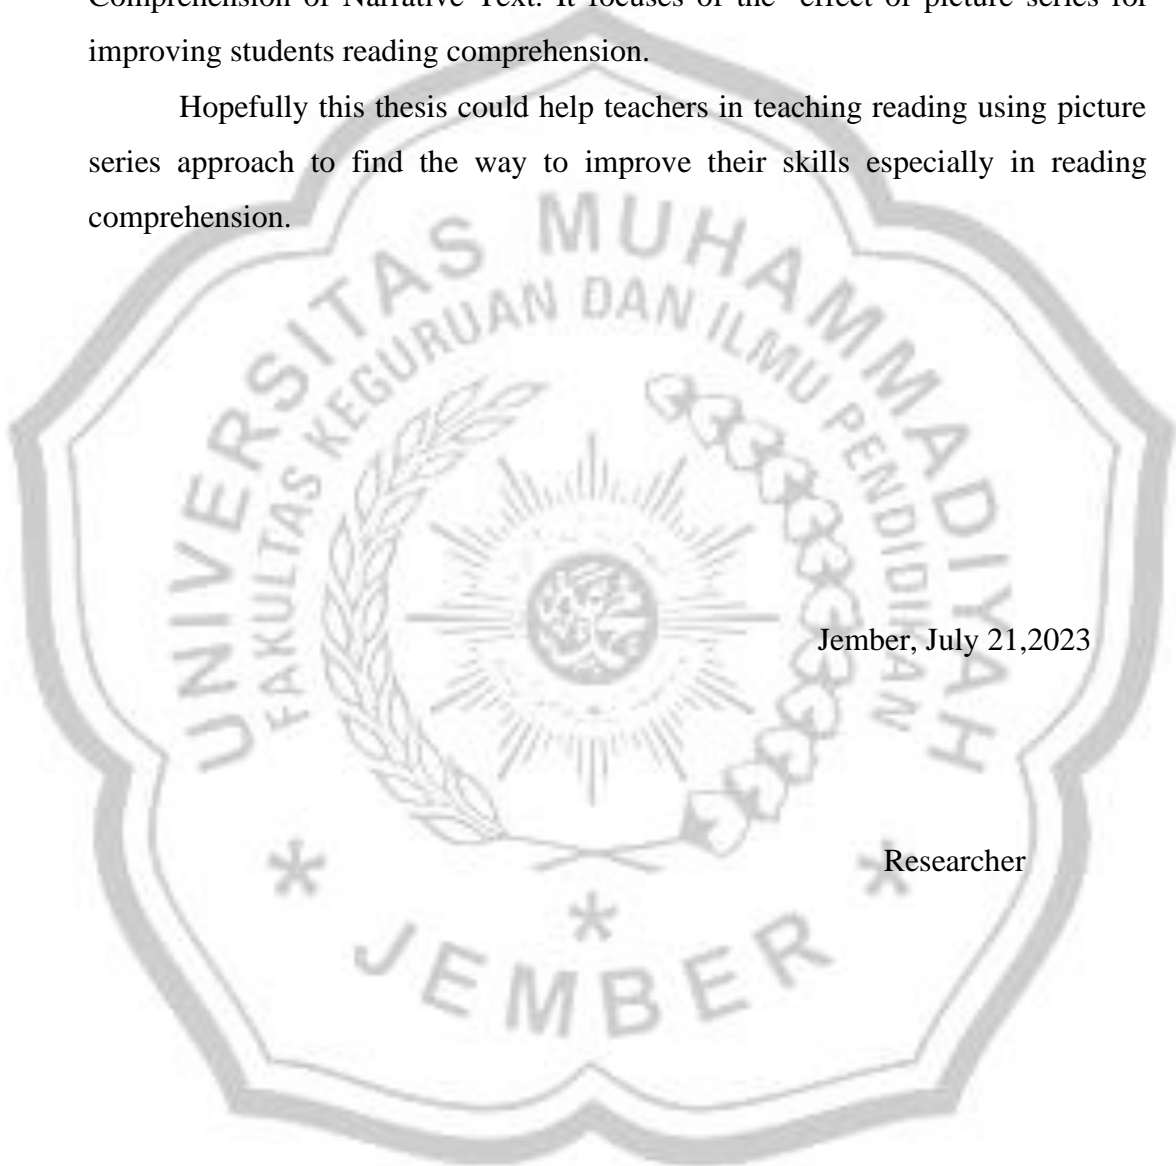 Comprehension of Narrative Text. It focuses of the effect of picture series for
improving students reading comprehension.
Hopefully this thesis could help teachers in teaching reading using picture
series approach to find the way to improve their skills especially in reading
comprehension.
UNIVERSITAS MUHAMMADIYAH
FAKULTAS KEGURUAN DAN ILMU PENDIDIHAN
Jember, July 21,2023
Researcher
JEMBER